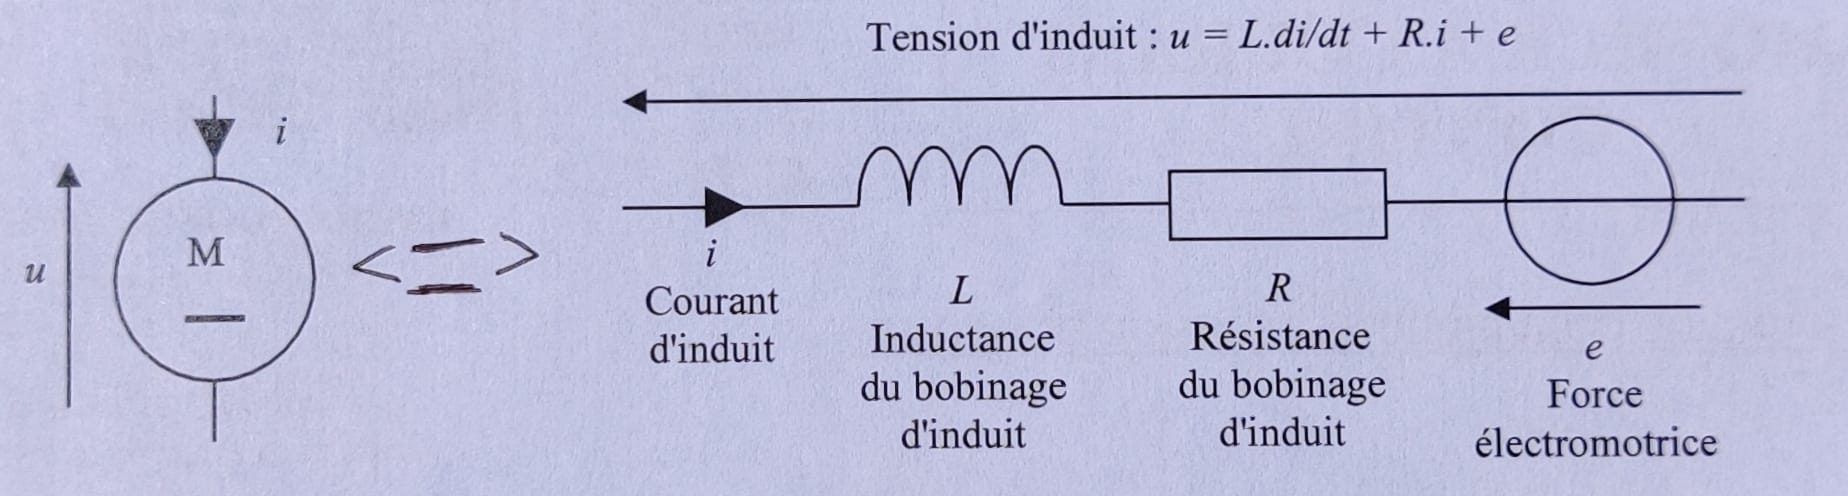 Tension d'induit : u = L.di/dt + R.i + e
i
u
M
<=>
i
Courant
d'induit
L
Inductance
du bobinage
d'induit
R
Résistance
du bobinage
d'induit
e
Force
électromotrice